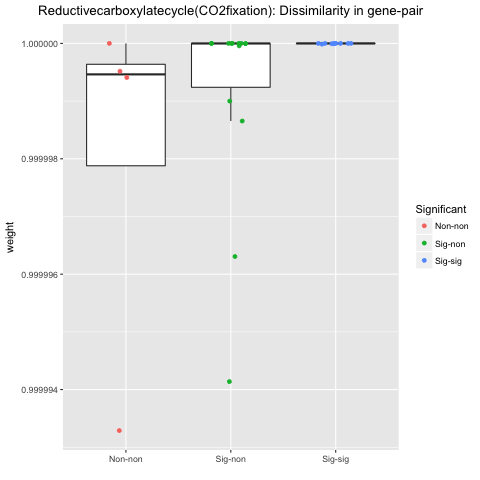 Reductivecarboxylatecycle(CO2fixation): Dissimilarity in gene-pair
1.000000
0.999998
0.999996
0.999994
weight
Non-non
Sig-non
Sig-sig
Significant
Non-non
Sig-non
Sig-sig